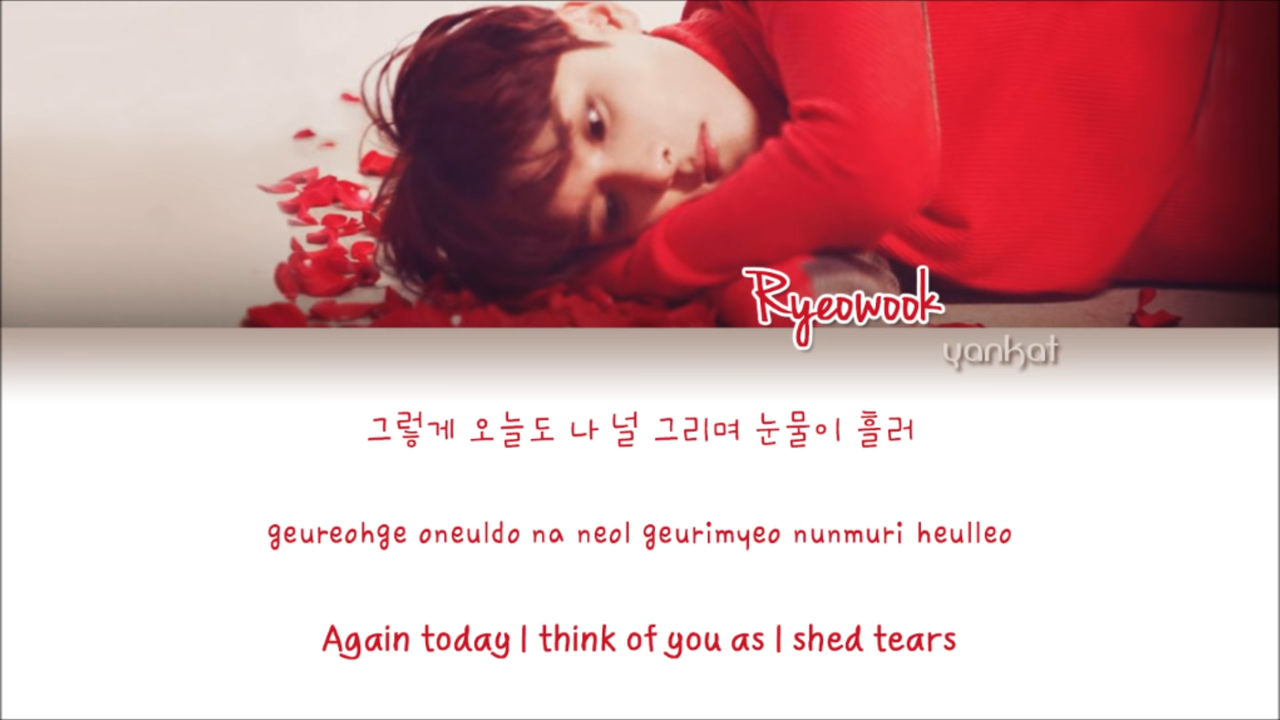 Ryeowook
yankat
그렇게 오늘도 나 널 그리며 눈물이 흘러
geureohge oneuldo na neol geurimyeo nunmuri heulleo
Again today I think of you as I shed tears